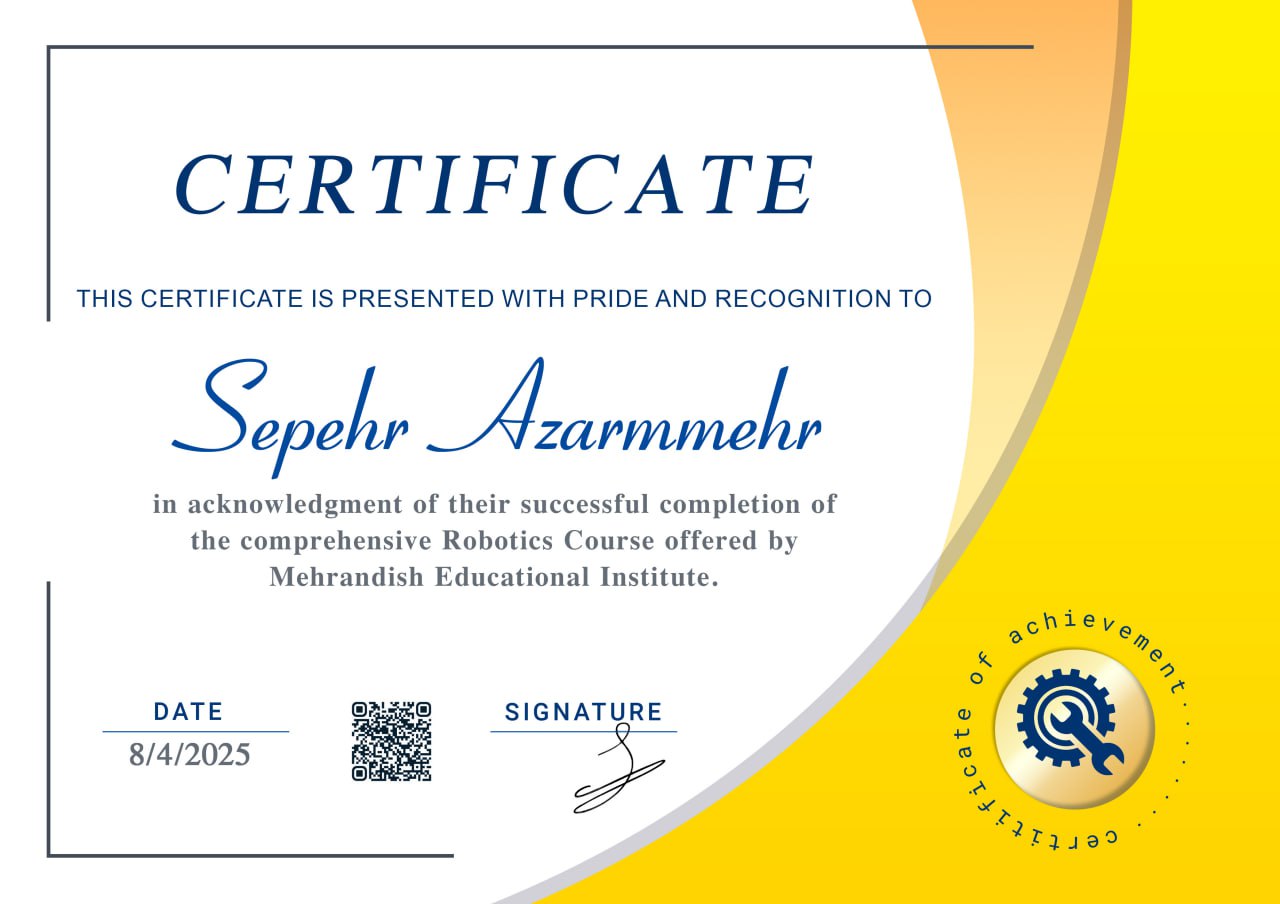 CERTIFICATE
THIS CERTIFICATE IS PRESENTED WITH PRIDE AND RECOGNITION TO
Sepehr Azarmmehr
in acknowledgment of their successful completion of
the comprehensive Robotics Course offered by
Mehrandish Educational Institute.
DATE
8/4/2025
SIGNATURE
certificate of achievement